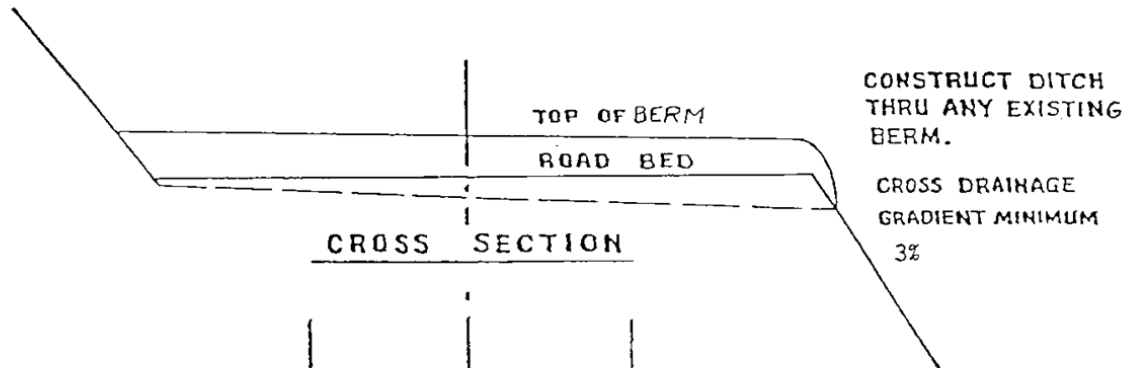 CONSTRUCT DITCH
THRU ANY EXISTING
BERM.
TOP OF BERM
ROAD BED
CROSS DRAINAGE
GRADIENT MINIMUM
3%
CROSS SECTION